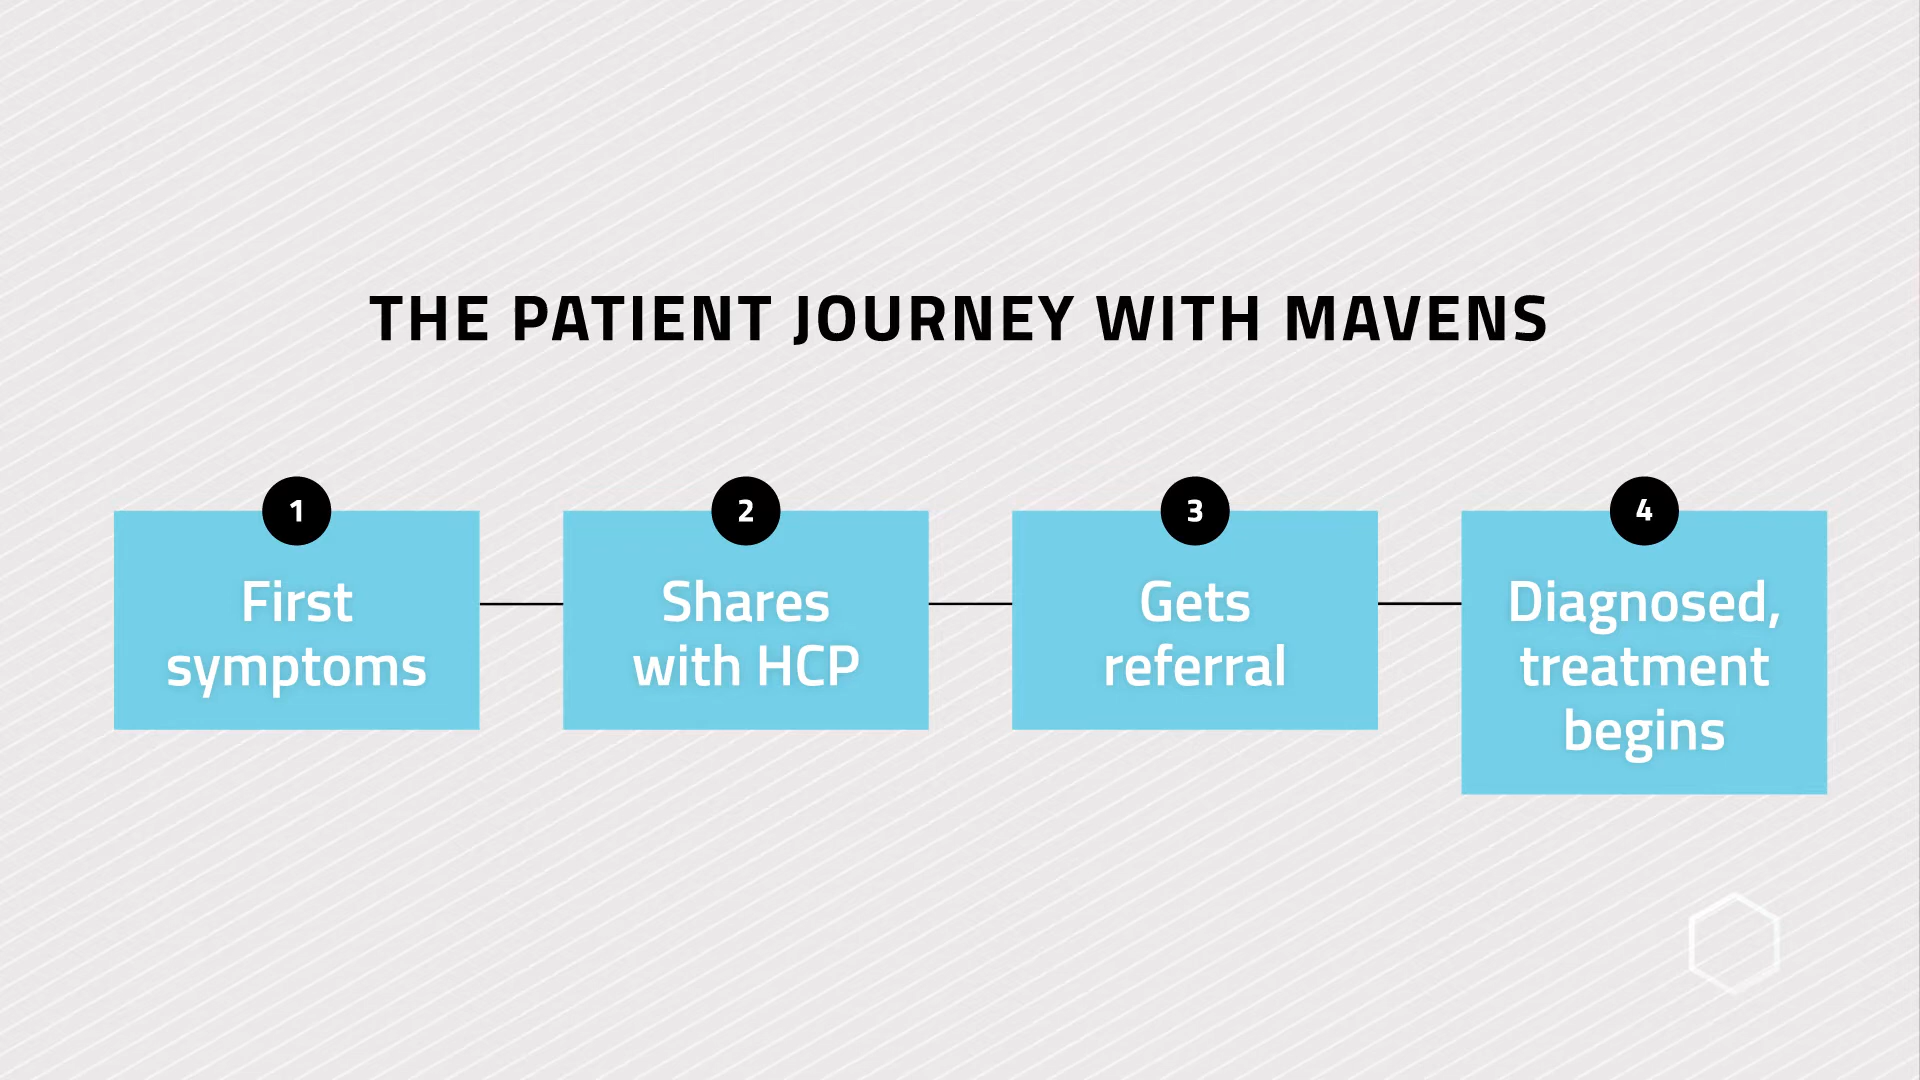 THE PATIENT JOURNEY WITH MAVENS
1
First
symptoms
2
Shares
with HCP
3
Gets
referral
4
Diagnosed,
treatment
begins